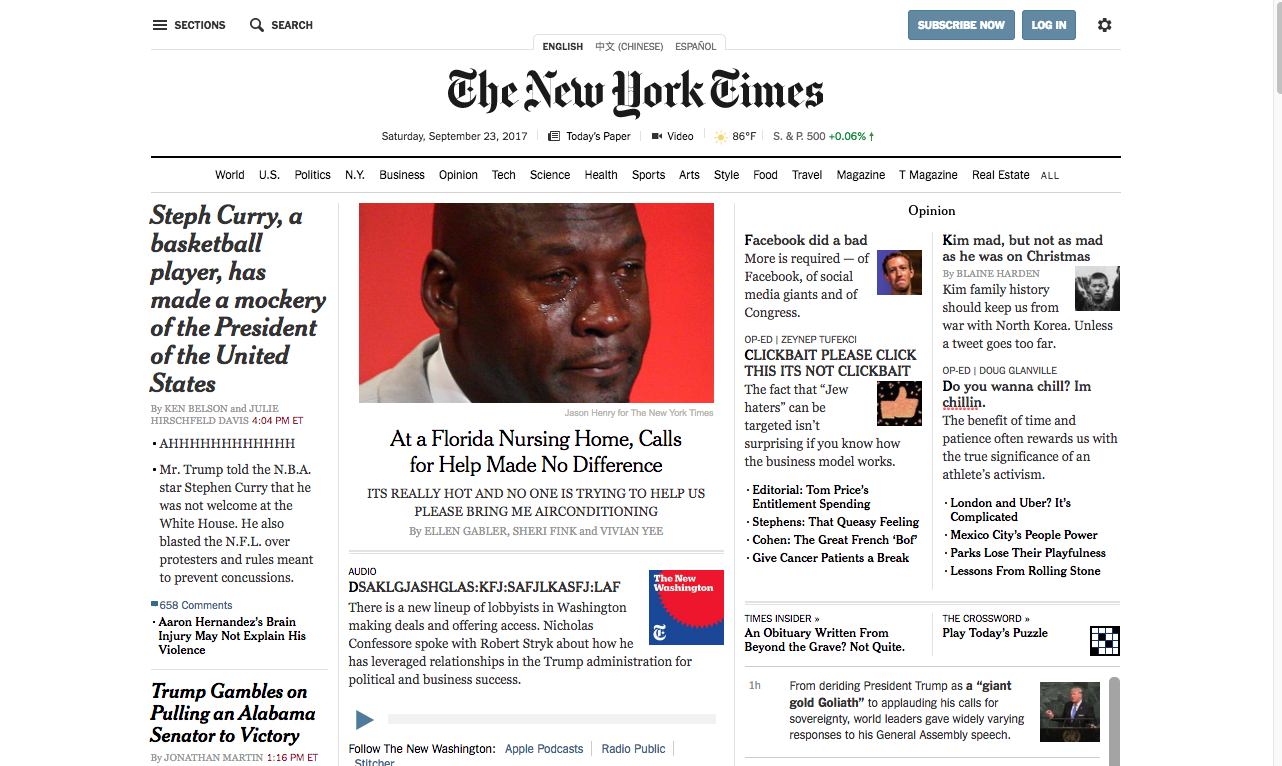 SECTIONS
SEARCH
SUBSCRIBE NOW
LOG IN
ENGLISH 中文 (CHINESE) ESPAÑOL
The New York Times
Saturday, September 23, 2017
Today's Paper
Video
86°F
S. & P. 500 +0.06% ↑
World U.S. Politics N.Y. Business Opinion Tech Science Health Sports Arts Style Food Travel Magazine T Magazine Real Estate ALL
Steph Curry, a
basketball
player, has
made a mockery
of the President
of the United
States
By KEN BELSON and JULIE
HIRSCHFELD DAVIS 4:04 PM ET
• AHHHHHHHHHHHHH
• Mr. Trump told the N.B.A.
star Stephen Curry that he
was not welcome at the
White House. He also
blasted the N.F.L. over
protesters and rules meant
to prevent concussions.
658 Comments
· Aaron Hernandez's Brain
Injury May Not Explain His
Violence
Trump Gambles on
Pulling an Alabama
Senator to Victory
By JONATHAN MARTIN 1:16 PM ET
Jason Henry for The New York Times
At a Florida Nursing Home, Calls
for Help Made No Difference
ITS REALLY HOT AND NO ONE IS TRYING TO HELP US
PLEASE BRING ME AIRCONDITIONING
By ELLEN GABLER, SHERI FINK and VIVIAN YEE
AUDIO
DSAKLGJASHGLAS:KFJ:SAFJLKASFJ:LAF
There is a new lineup of lobbyists in Washington
making deals and offering access. Nicholas
Confessore spoke with Robert Stryk about how he
has leveraged relationships in the Trump administration for
political and business success.
The New
Washington
T
Follow The New Washington: Apple Podcasts Radio Public
Stitcher
Opinion
Facebook did a bad
More is required — of
Facebook, of social
media giants and of
Congress.
OP-ED | ZEYNEP TUFEKCI
CLICKBAIT PLEASE CLICK
THIS ITS NOT CLICKBAIT
The fact that “Jew
haters” can be
targeted isn't
surprising if you know how
the business model works.
· Editorial: Tom Price's
Entitlement Spending
· Stephens: That Queasy Feeling
· Cohen: The Great French ‘Bof’
· Give Cancer Patients a Break
Kim mad, but not as mad
as he was on Christmas
By BLAINE HARDEN
Kim family history
should keep us from
war with North Korea. Unless
a tweet goes too far.
OP-ED | DOUG GLANVILLE
Do you wanna chill? Im
chillin.
The benefit of time and
patience often rewards us with
the true significance of an
athlete's activism.
· London and Uber? It's
Complicated
· Mexico City's People Power
· Parks Lose Their Playfulness
· Lessons From Rolling Stone
TIMES INSIDER »
An Obituary Written From
Beyond the Grave? Not Quite.
THE CROSSWORD »
Play Today's Puzzle
1h
From deriding President Trump as a “giant
gold Goliath” to applauding his calls for
sovereignty, world leaders gave widely varying
responses to his General Assembly speech.